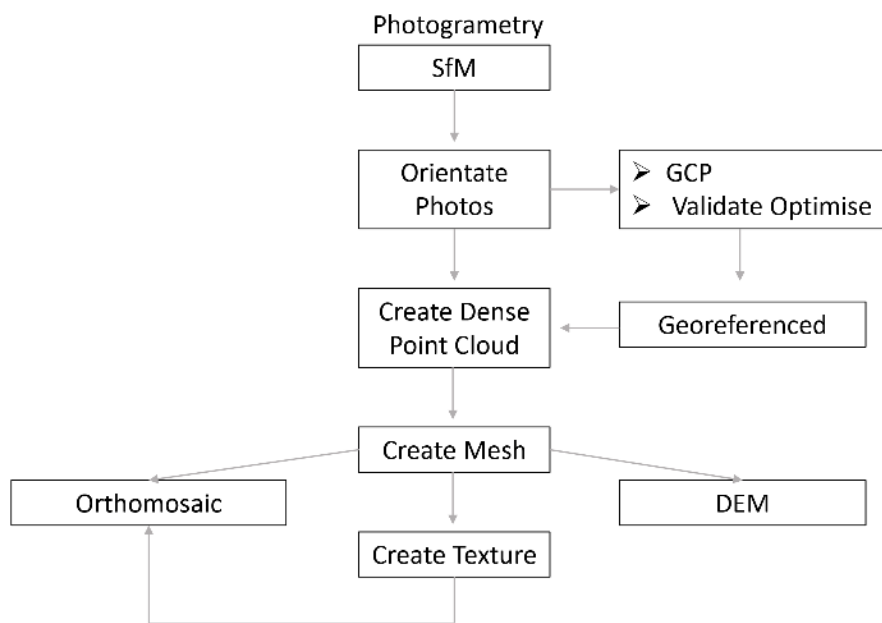 Photogrametry
SfM
Orientate
Photos
➢ GCP
➢ Validate Optimise
Create Dense
Point Cloud
Georeferenced
Create Mesh
Orthomosaic
DEM
Create Texture